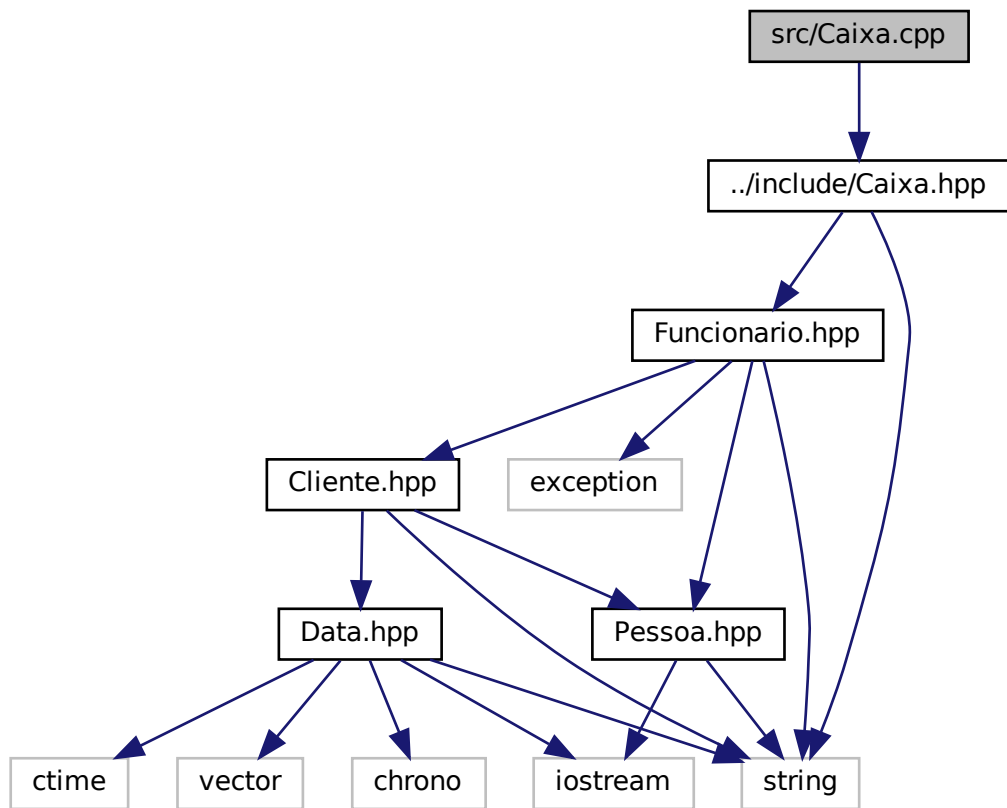 src/Caixa.cpp
../include/Caixa.hpp
Funcionario.hpp
Cliente.hpp
exception
Data.hpp
Pessoa.hpp
ctime
vector
chrono
iostream
string